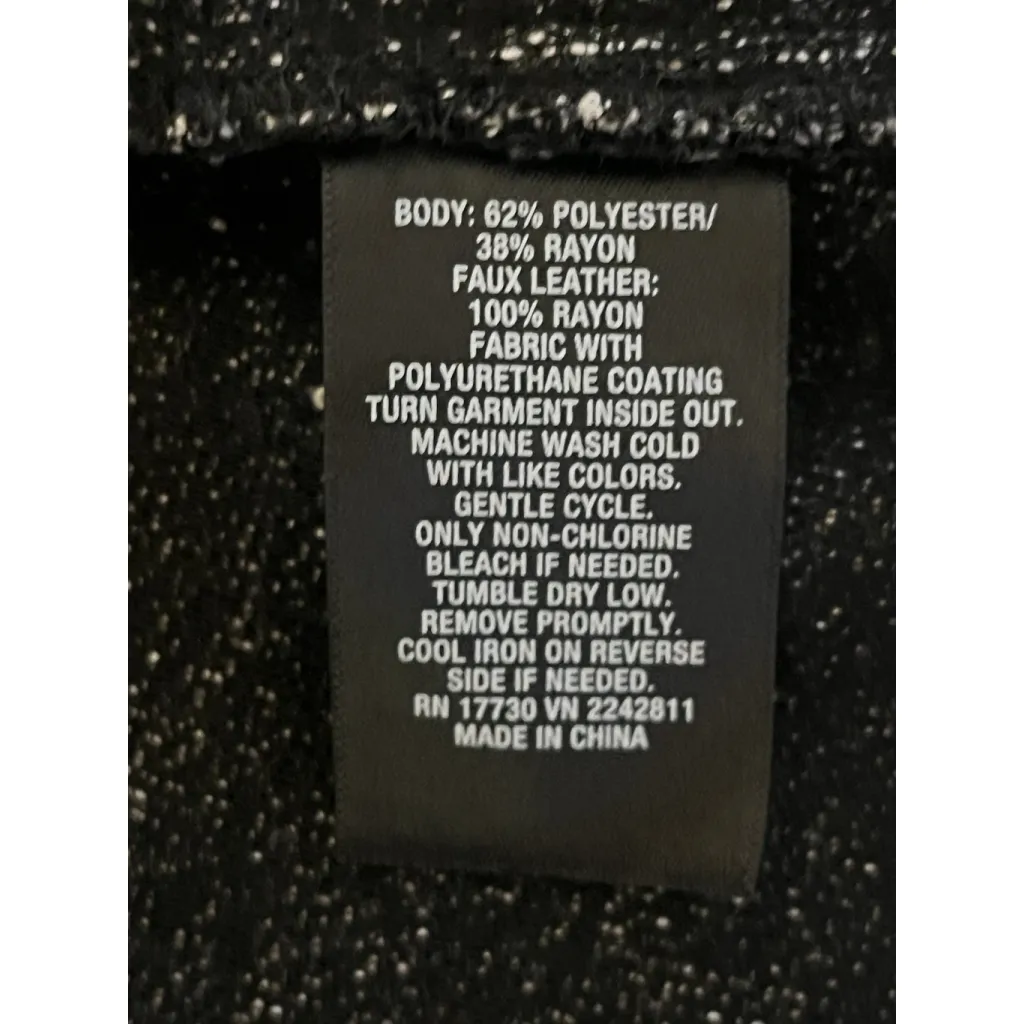 BODY: 62% POLYESTER/
38% RAYON
FAUX LEATHER:
100% RAYON
FABRIC WITH
POLYURETHANE COATING
TURN GARMENT INSIDE OUT.
MACHINE WASH COLD
WITH LIKE COLORS.
GENTLE CYCLE.
ONLY NON-CHLORINE
BLEACH IF NEEDED.
TUMBLE DRY LOW.
REMOVE PROMPTLY.
COOL IRON ON REVERSE
SIDE IF NEEDED.
RN 17730 VN 2242811
MADE IN CHINA